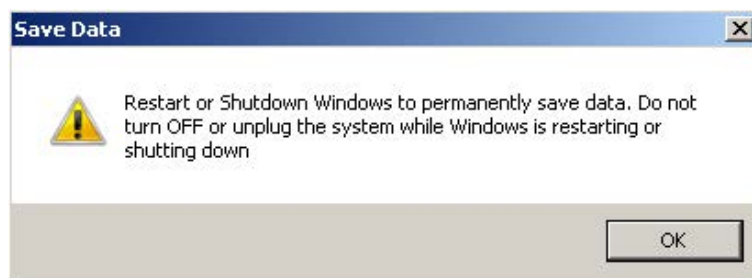 Save Data
Restart or Shutdown Windows to permanently save data. Do not
turn OFF or unplug the system while Windows is restarting or
shutting down
OK